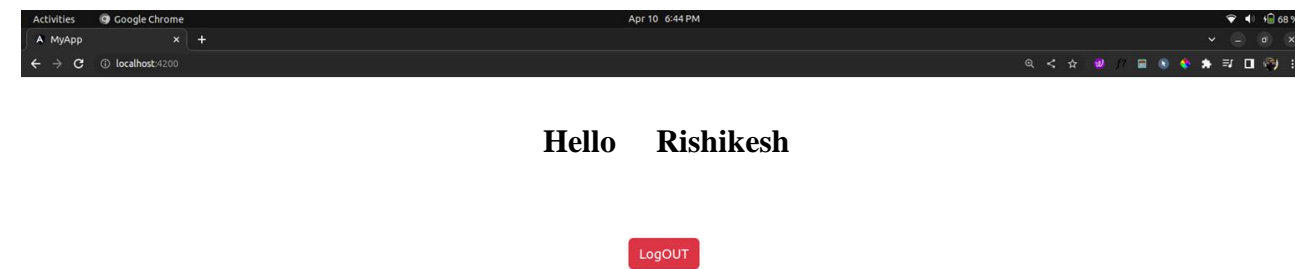 Activities Google Chrome Apr 10 6:44 PM 68 %
MyApp
localhost:4200
Hello Rishikesh
LogOUT